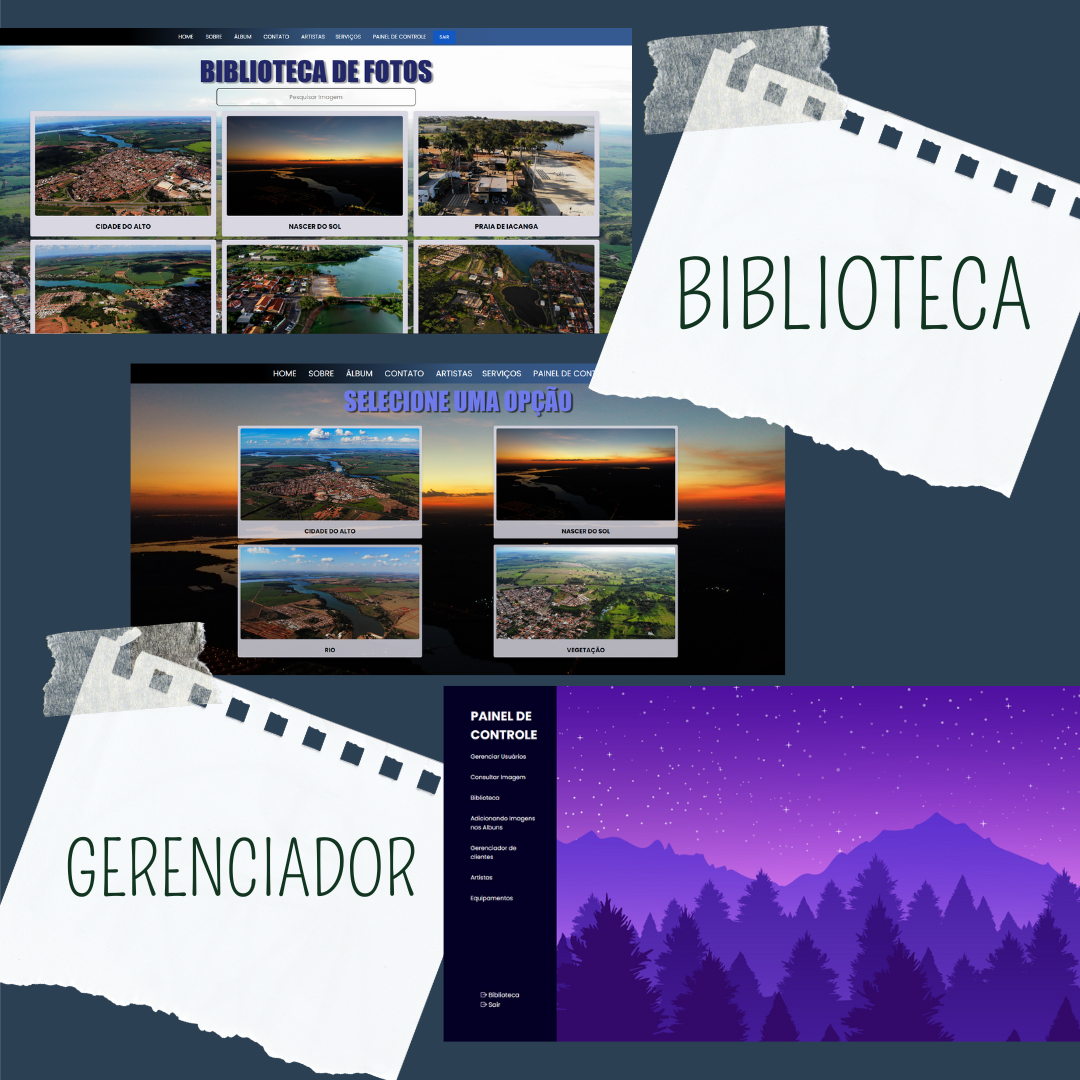 HOME SOBRE ÁLBUM CONTATO ARTISTAS SERVIÇOS PAINEL DE CONTROLE SAIR
BIBLIOTECA DE FOTOS
Pesquisar Imagem
CIDADE DO ALTO NASCER DO SOL PRAIA DE IACANGA
BIBLIOTECA
HOME SOBRE ÁLBUM CONTATO ARTISTAS SERVIÇOS PAINEL DE CONT
SELECIONE UMA OPÇÃO
CIDADE DO ALTO NASCER DO SOL
RIO VEGETAÇÃO
GERENCIADOR
PAINEL DE
CONTROLE
Gerenciar Usuários
Consultar Imagem
Biblioteca
Adicionando Imagens
nos Albuns
Gerenciador de
clientes
Artistas
Equipamentos
Biblioteca
Sair